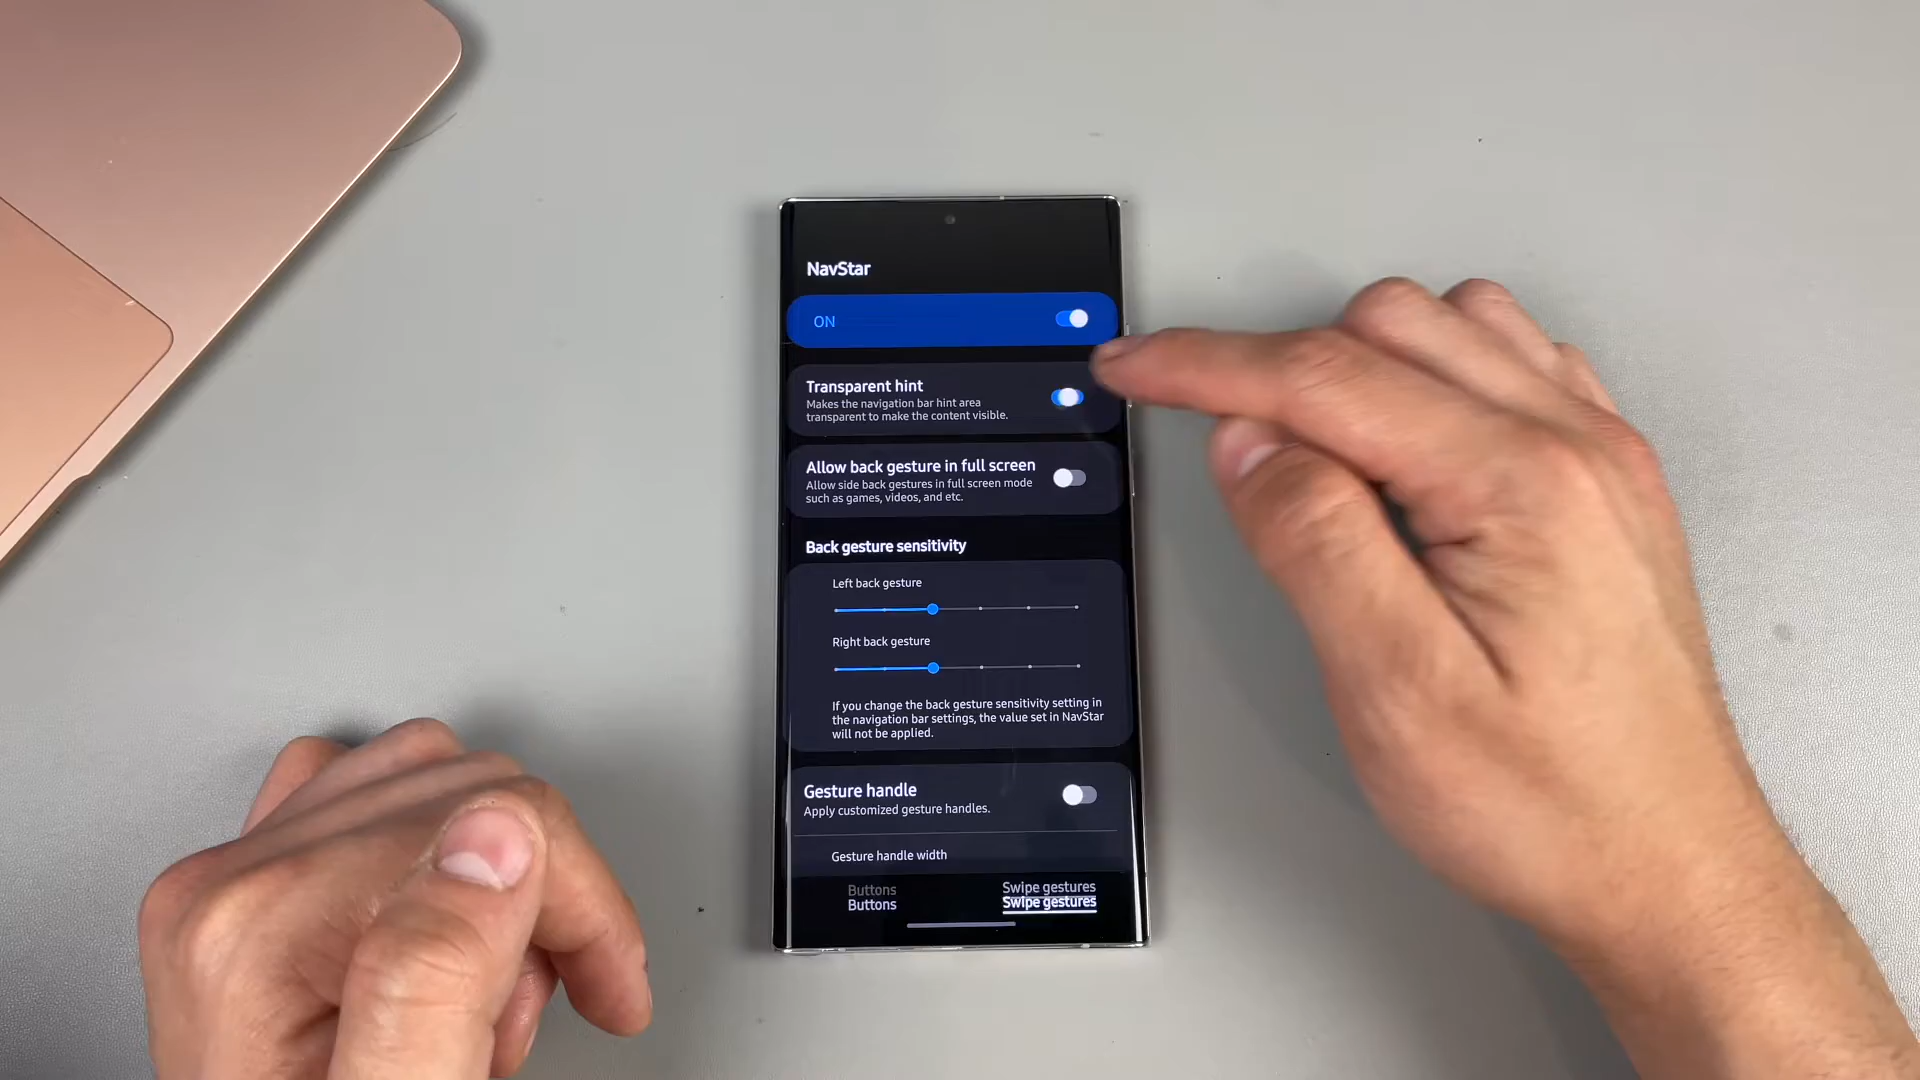 NavStar
ON
Transparent hint
Makes the navigation bar hint area
transparent to make the content visible.
Allow back gesture in full screen
Allow side back gestures in full screen mode
such as games, videos, and etc.
Back gesture sensitivity
Left back gesture
Right back gesture
If you change the back gesture sensitivity setting in
the navigation bar settings, the value set in NavStar
will not be applied.
Gesture handle
Apply customized gesture handles.
Gesture handle width
Buttons Swipe gestures
Buttons Swipe gestures